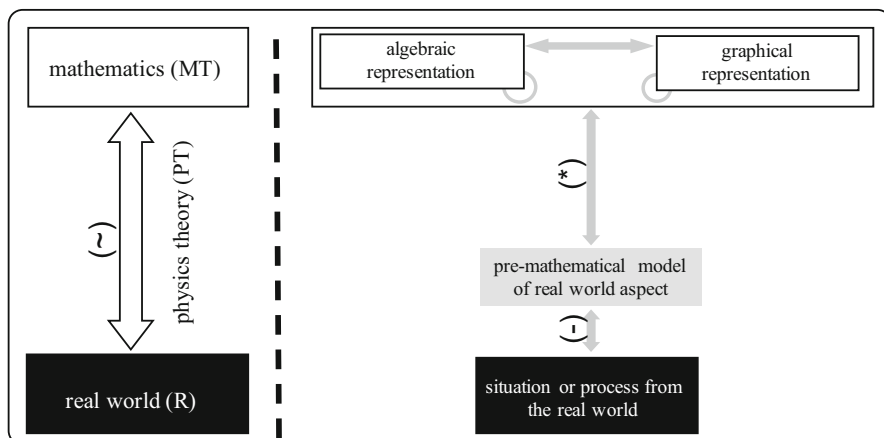 mathematics (MT)
(~)
physics theory (PT)
real world (R)
algebraic
representation
graphical
representation
(*)
pre-mathematical model
of real world aspect
(-)
situation or process from
the real world